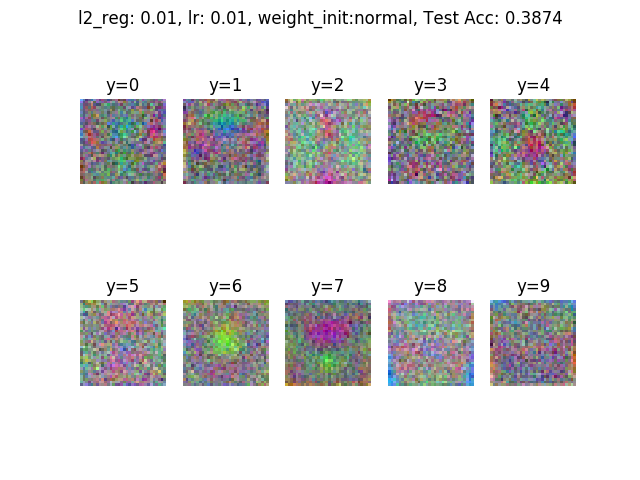 l2_reg: 0.01, lr: 0.01, weight_init:normal, Test Acc: 0.3874
y=0 y=1 y=2 y=3 y=4
y=5 y=6 y=7 y=8 y=9